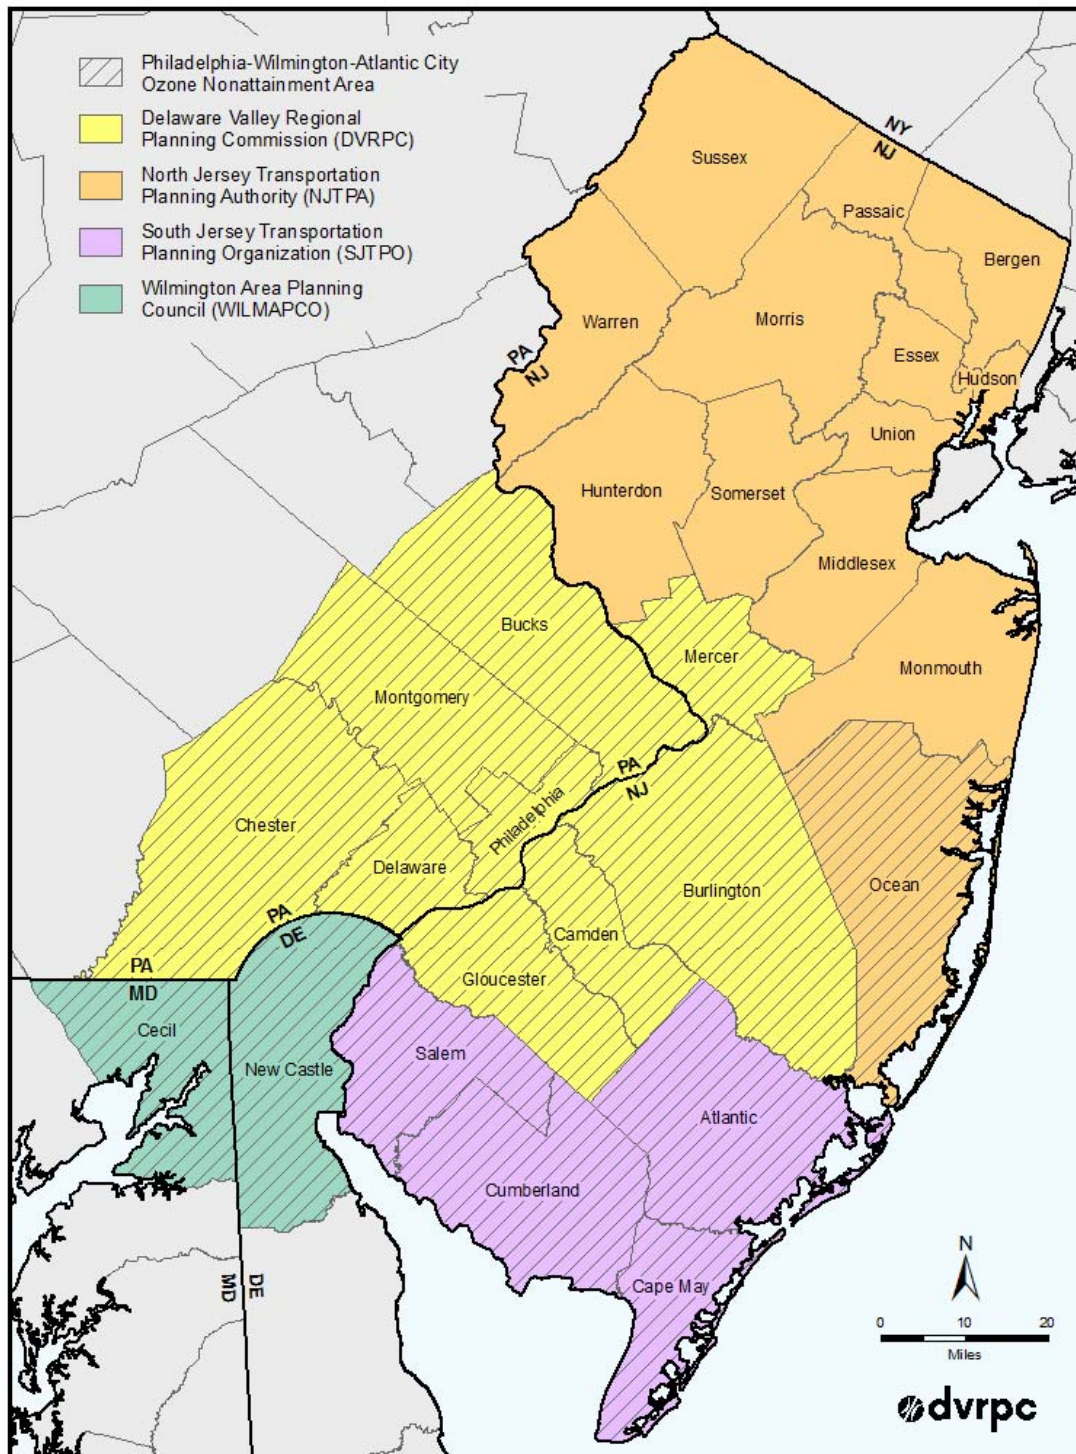 Philadelphia-Wilmington-Atlantic City
Ozone Nonattainment Area
Delaware Valley Regional
Planning Commission (DVRPC)
North Jersey Transportation
Planning Authority (NJTPA)
South Jersey Transportation
Planning Organization (SJTPO)
Wilmington Area Planning
Council (WILMAPCO)
NY
NJ
Sussex
Passaic
Bergen
Warren
Morris
Essex
Hudson
PA
NJ
Union
Hunterdon
Somerset
Middlesex
Bucks
Mercer
Monmouth
Montgomery
PA
NJ
Philadelphia
Chester
Delaware
Ocean
Burlington
PA
DE
Camden
Gloucester
PA
MD
Cecil
New Castle
Salem
Atlantic
Cumberland
Cape May
MD
DE
N
0 10 20
Miles
dvrpc